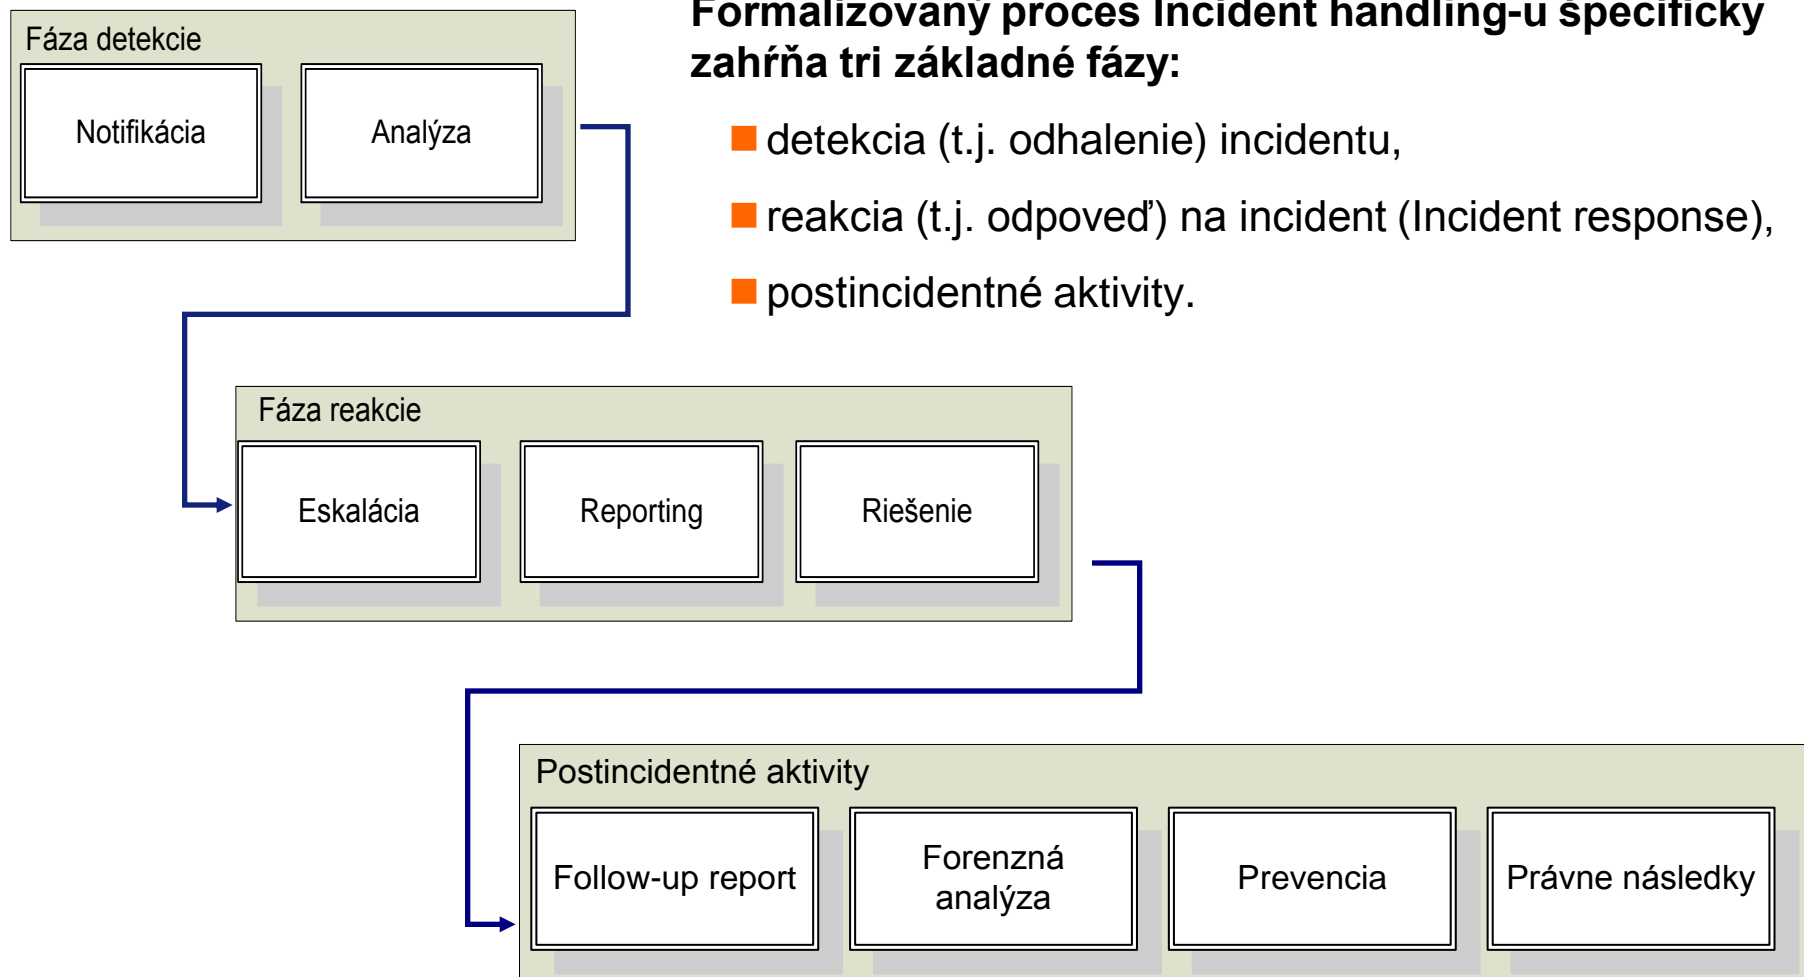 Formalizovaný proces Incident handling-u špecificky
zahŕňa tri základné fázy:
detekcia (t.j. odhalenie) incidentu,
reakcia (t.j. odpoveď) na incident (Incident response),
postincidentné aktivity.
Fáza detekcie
Notifikácia
Analýza
Fáza reakcie
Eskalácia
Reporting
Riešenie
Postincidentné aktivity
Follow-up report
Forenzná
analýza
Prevencia
Právne následky